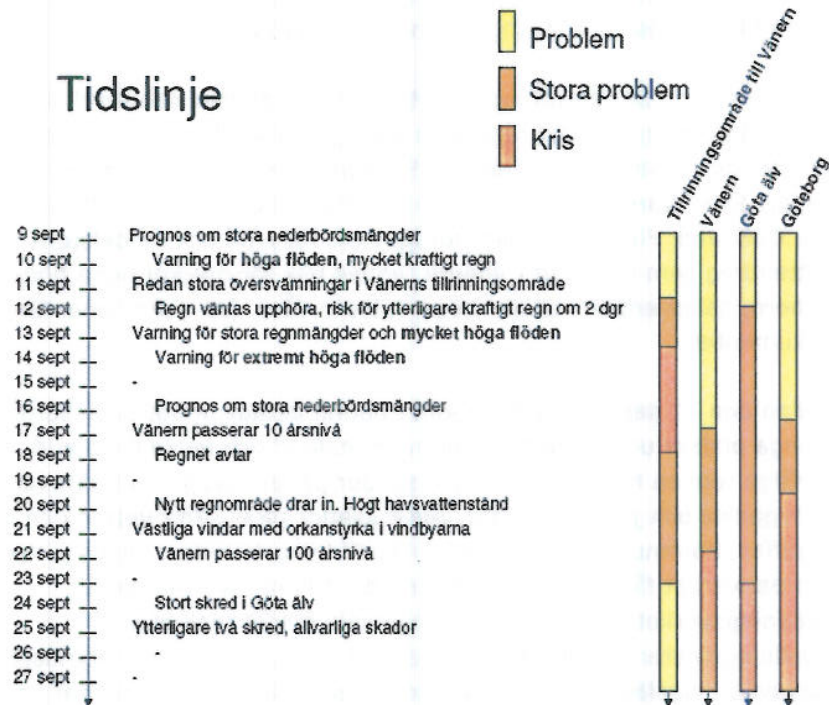 Tidslinje
Problem
Stora problem
Kris
Tillrinningsområde till Vänern
Vänern
Göta älv
Göteborg
9 sept Prognos om stora nederbördsmängder
10 sept Varning för höga flöden, mycket kraftigt regn
11 sept Redan stora översvämningar i Vänerns tillrinningsområde
12 sept Regn väntas upphöra, risk för ytterligare kraftigt regn om 2 dgr
13 sept Varning för stora regnmängder och mycket höga flöden
14 sept Varning för extremt höga flöden
15 sept -
16 sept Prognos om stora nederbördsmängder
17 sept Vänern passerar 10 årsnivå
18 sept Regnet avtar
19 sept -
20 sept Nytt regnområde drar in. Högt havsvattenstånd
21 sept Västliga vindar med orkanstyrka i vindbyarna
22 sept Vänern passerar 100 årsnivå
23 sept -
24 sept Stort skred i Göta älv
25 sept Ytterligare två skred, allvarliga skador
26 sept -
27 sept -